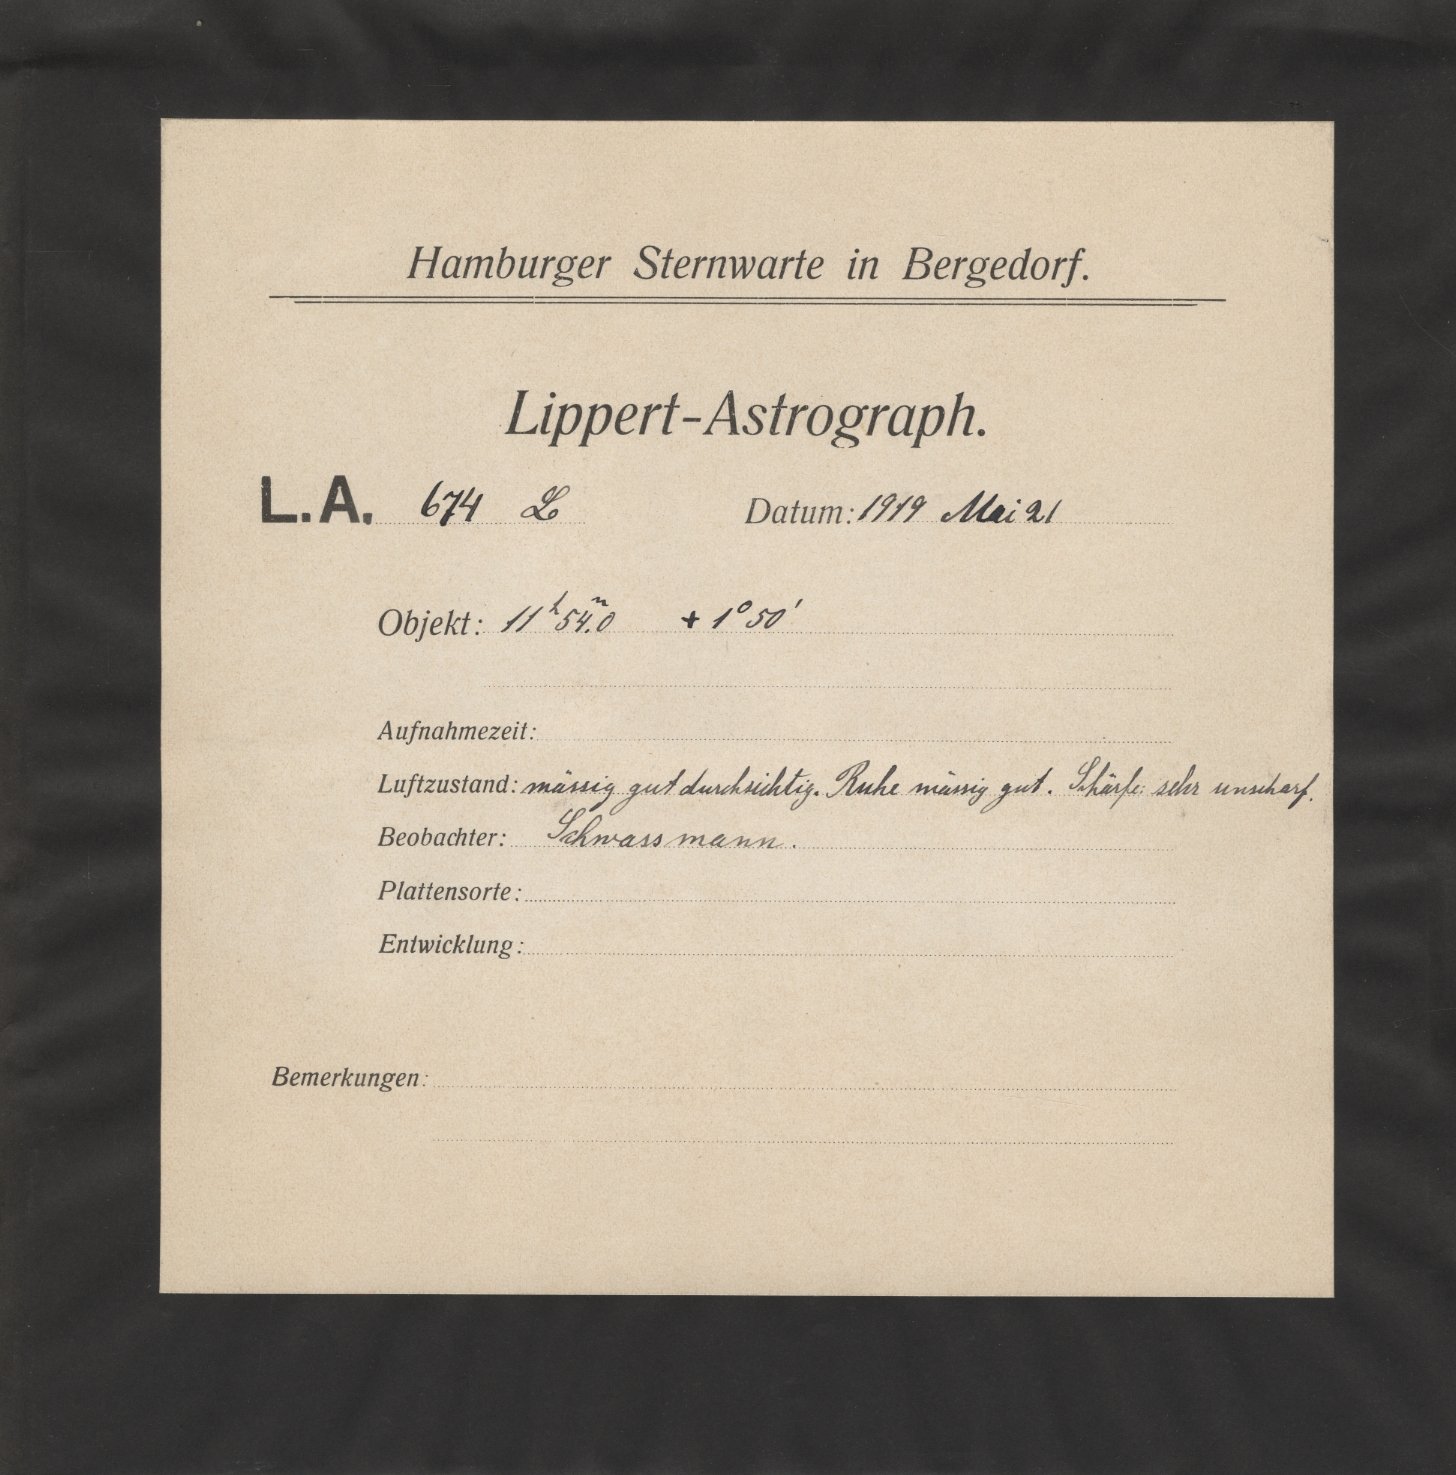 Hamburger Sternwarte in Bergedorf.
Lippert-Astrograph.
L.A. 674 L Datum: 1919 Mai 21
Objekt: 11h 54m.0 + 1° 50'
Aufnahmezeit:
Luftzustand: mässig gut durchsichtig. Ruhe mässig gut. Schärfe: sehr unscharf.
Beobachter: Schwassmann.
Plattensorte:
Entwicklung:
Bemerkungen: